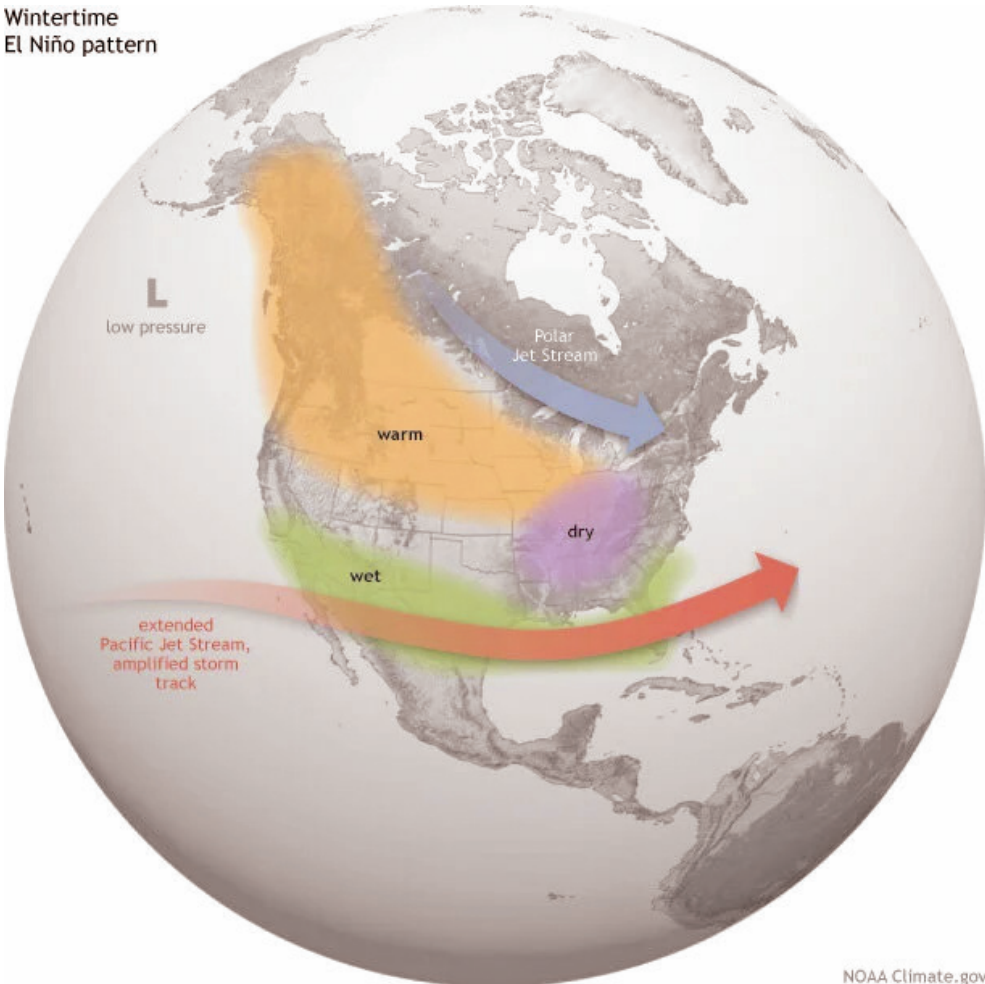 Wintertime
El Niño pattern
L
low pressure
Polar
Jet Stream
warm
dry
wet
extended
Pacific Jet Stream,
amplified storm
track
NOAA Climate.gov